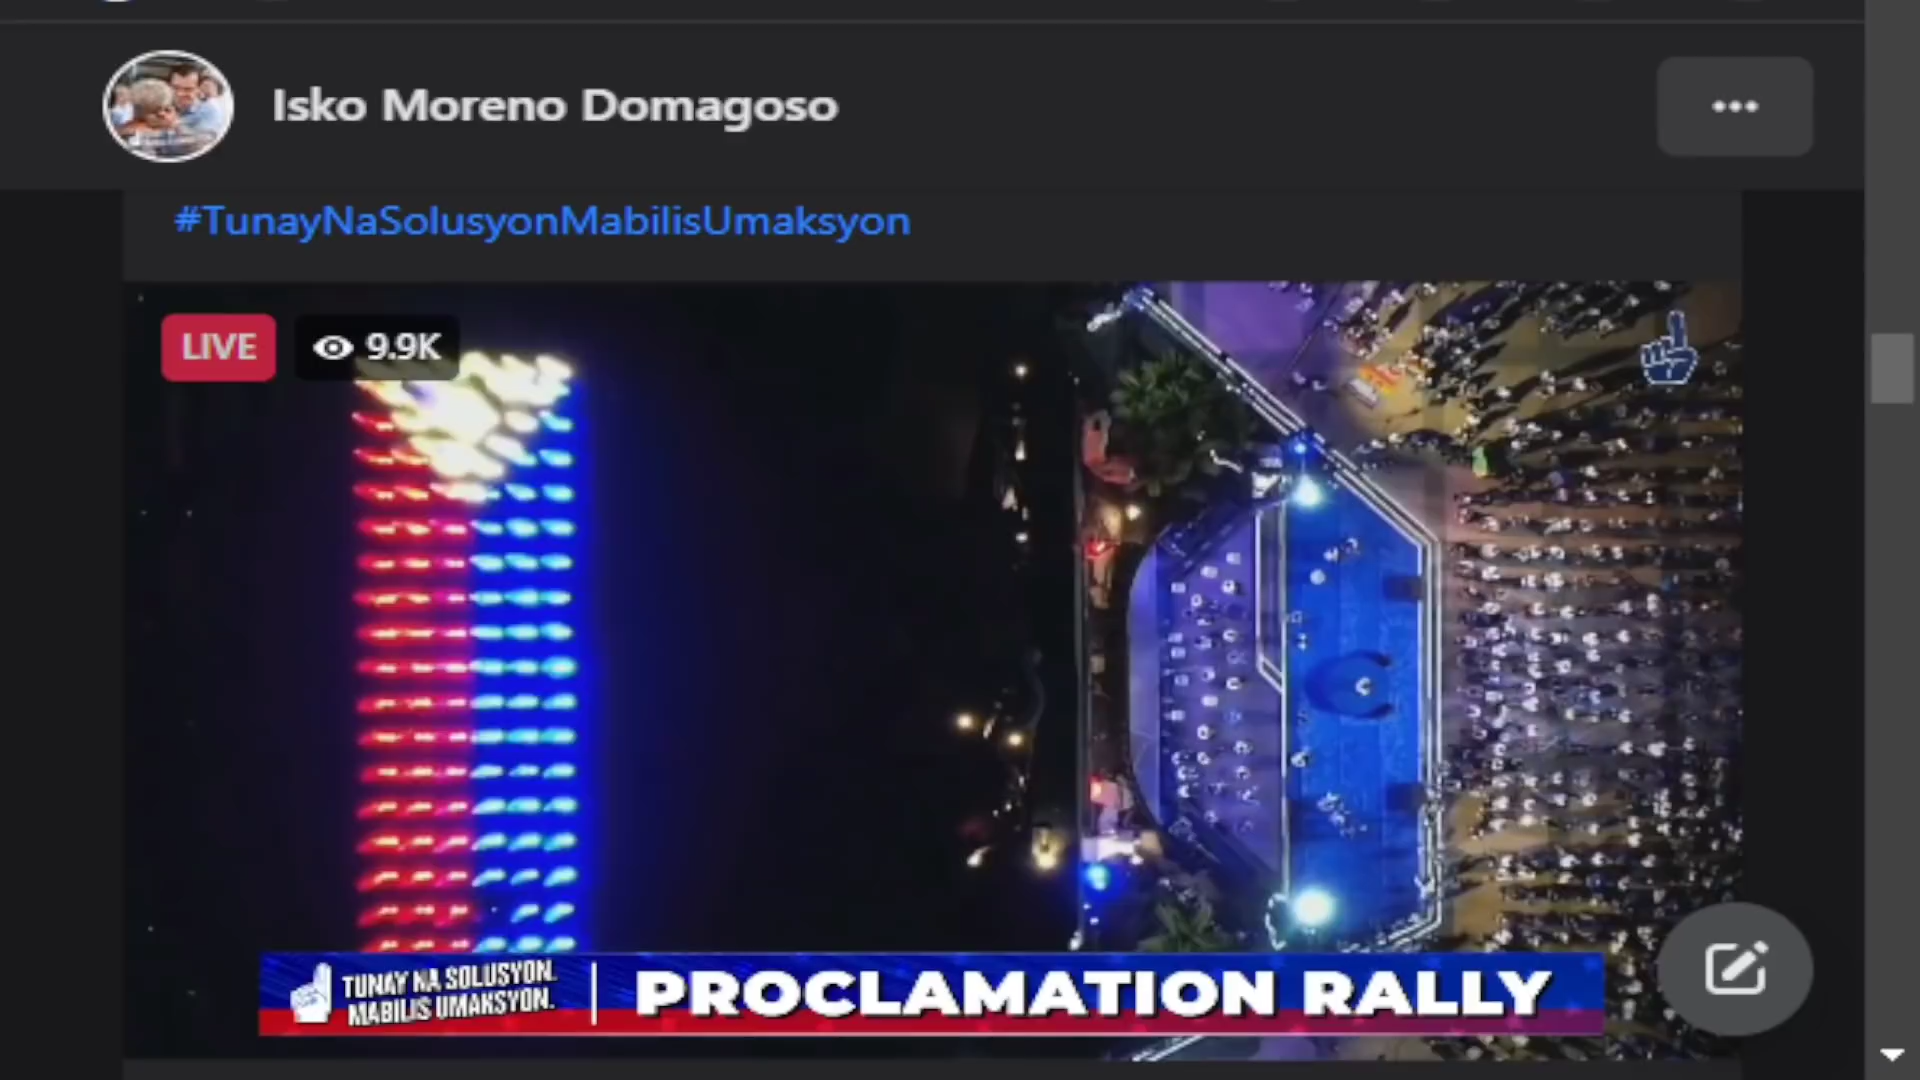 Isko Moreno Domagoso
#TunayNaSolusyonMabilisUmaksyon
LIVE
9.9K
TUNAY NA SOLUSYON.
MABILIS UMAKSYON.
PROCLAMATION RALLY